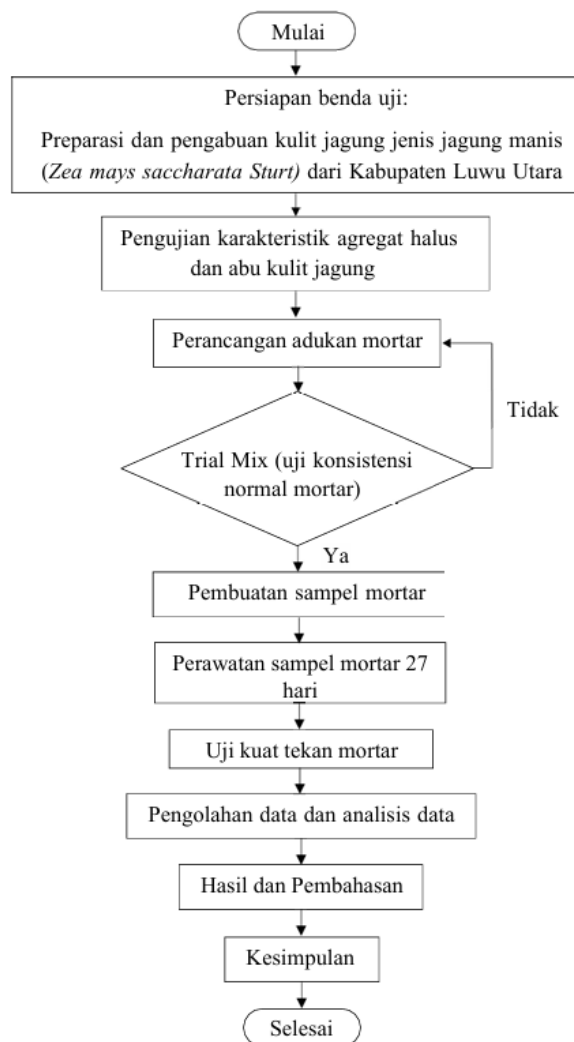 Mulai
Persiapan benda uji:
Preparasi dan pengabuan kulit jagung jenis jagung manis
(Zea mays saccharata Sturt) dari Kabupaten Luwu Utara
Pengujian karakteristik agregat halus
dan abu kulit jagung
Perancangan adukan mortar
Tidak
Trial Mix (uji konsistensi
normal mortar)
Ya
Pembuatan sampel mortar
Perawatan sampel mortar 27
hari
Uji kuat tekan mortar
Pengolahan data dan analisis data
Hasil dan Pembahasan
Kesimpulan
Selesai